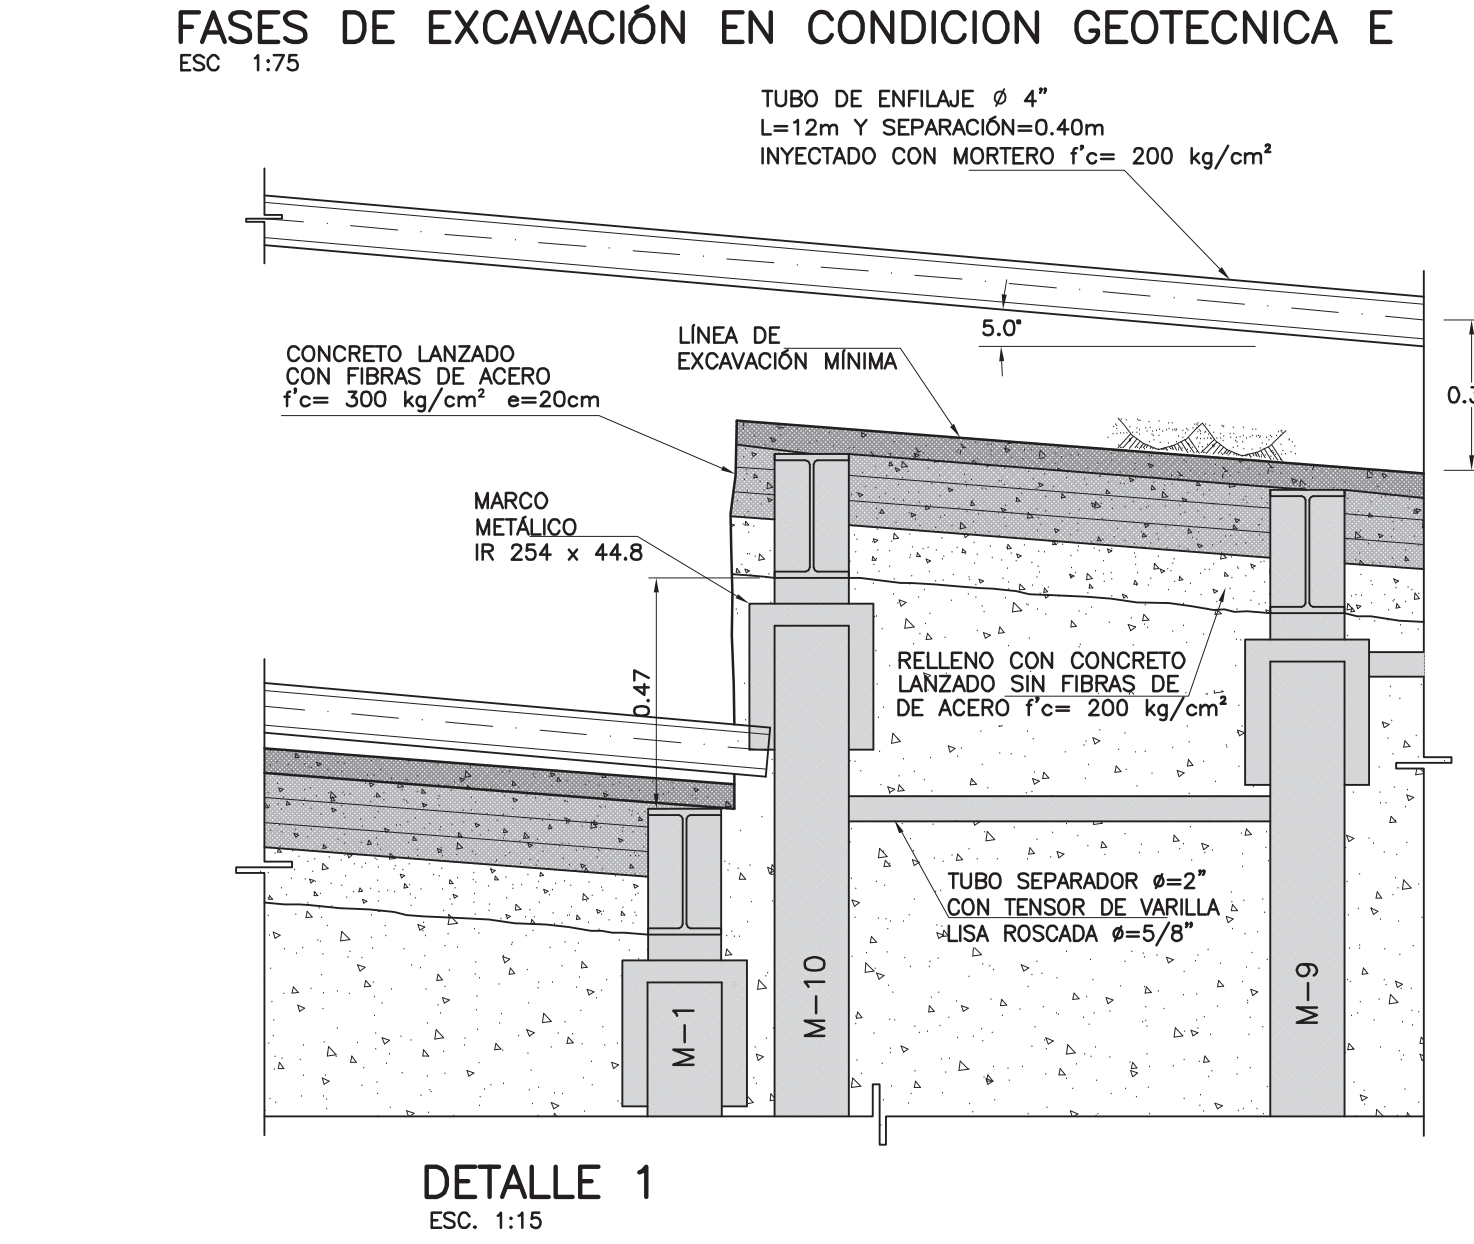 FASES DE EXCAVACIÓN EN CONDICION GEOTECNICA E
ESC 1:75
TUBO DE ENFILAJE Ø 4”
L=12m Y SEPARACIÓN=0.40m
INYECTADO CON MORTERO f'c= 200 kg/cm²
5.0°
LÍNEA DE
EXCAVACIÓN MÍNIMA
CONCRETO LANZADO
CON FIBRAS DE ACERO
f'c= 300 kg/cm² e=20cm
MARCO
METÁLICO
IR 254 x 44.8
0.47
RELLENO CON CONCRETO
LANZADO SIN FIBRAS DE
DE ACERO f'c= 200 kg/cm²
TUBO SEPARADOR Ø=2”
CON TENSOR DE VARILLA
LISA ROSCADA Ø=5/8”
M-1
M-10
M-9
DETALLE 1
ESC. 1:15